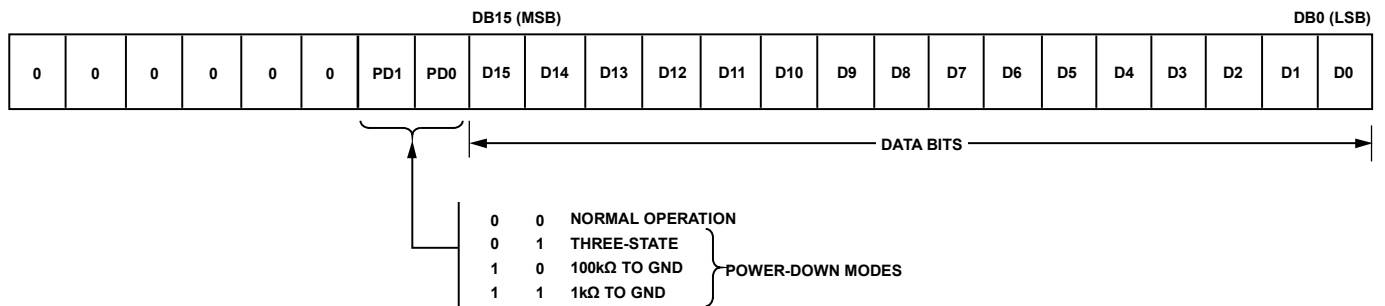 DB15 (MSB) DB0 (LSB)
0 0 0 0 0 0 PD1 PD0 D15 D14 D13 D12 D11 D10 D9 D8 D7 D6 D5 D4 D3 D2 D1 D0
DATA BITS
0 0 NORMAL OPERATION
0 1 THREE-STATE
1 0 100kΩ TO GND
1 1 1kΩ TO GND
POWER-DOWN MODES